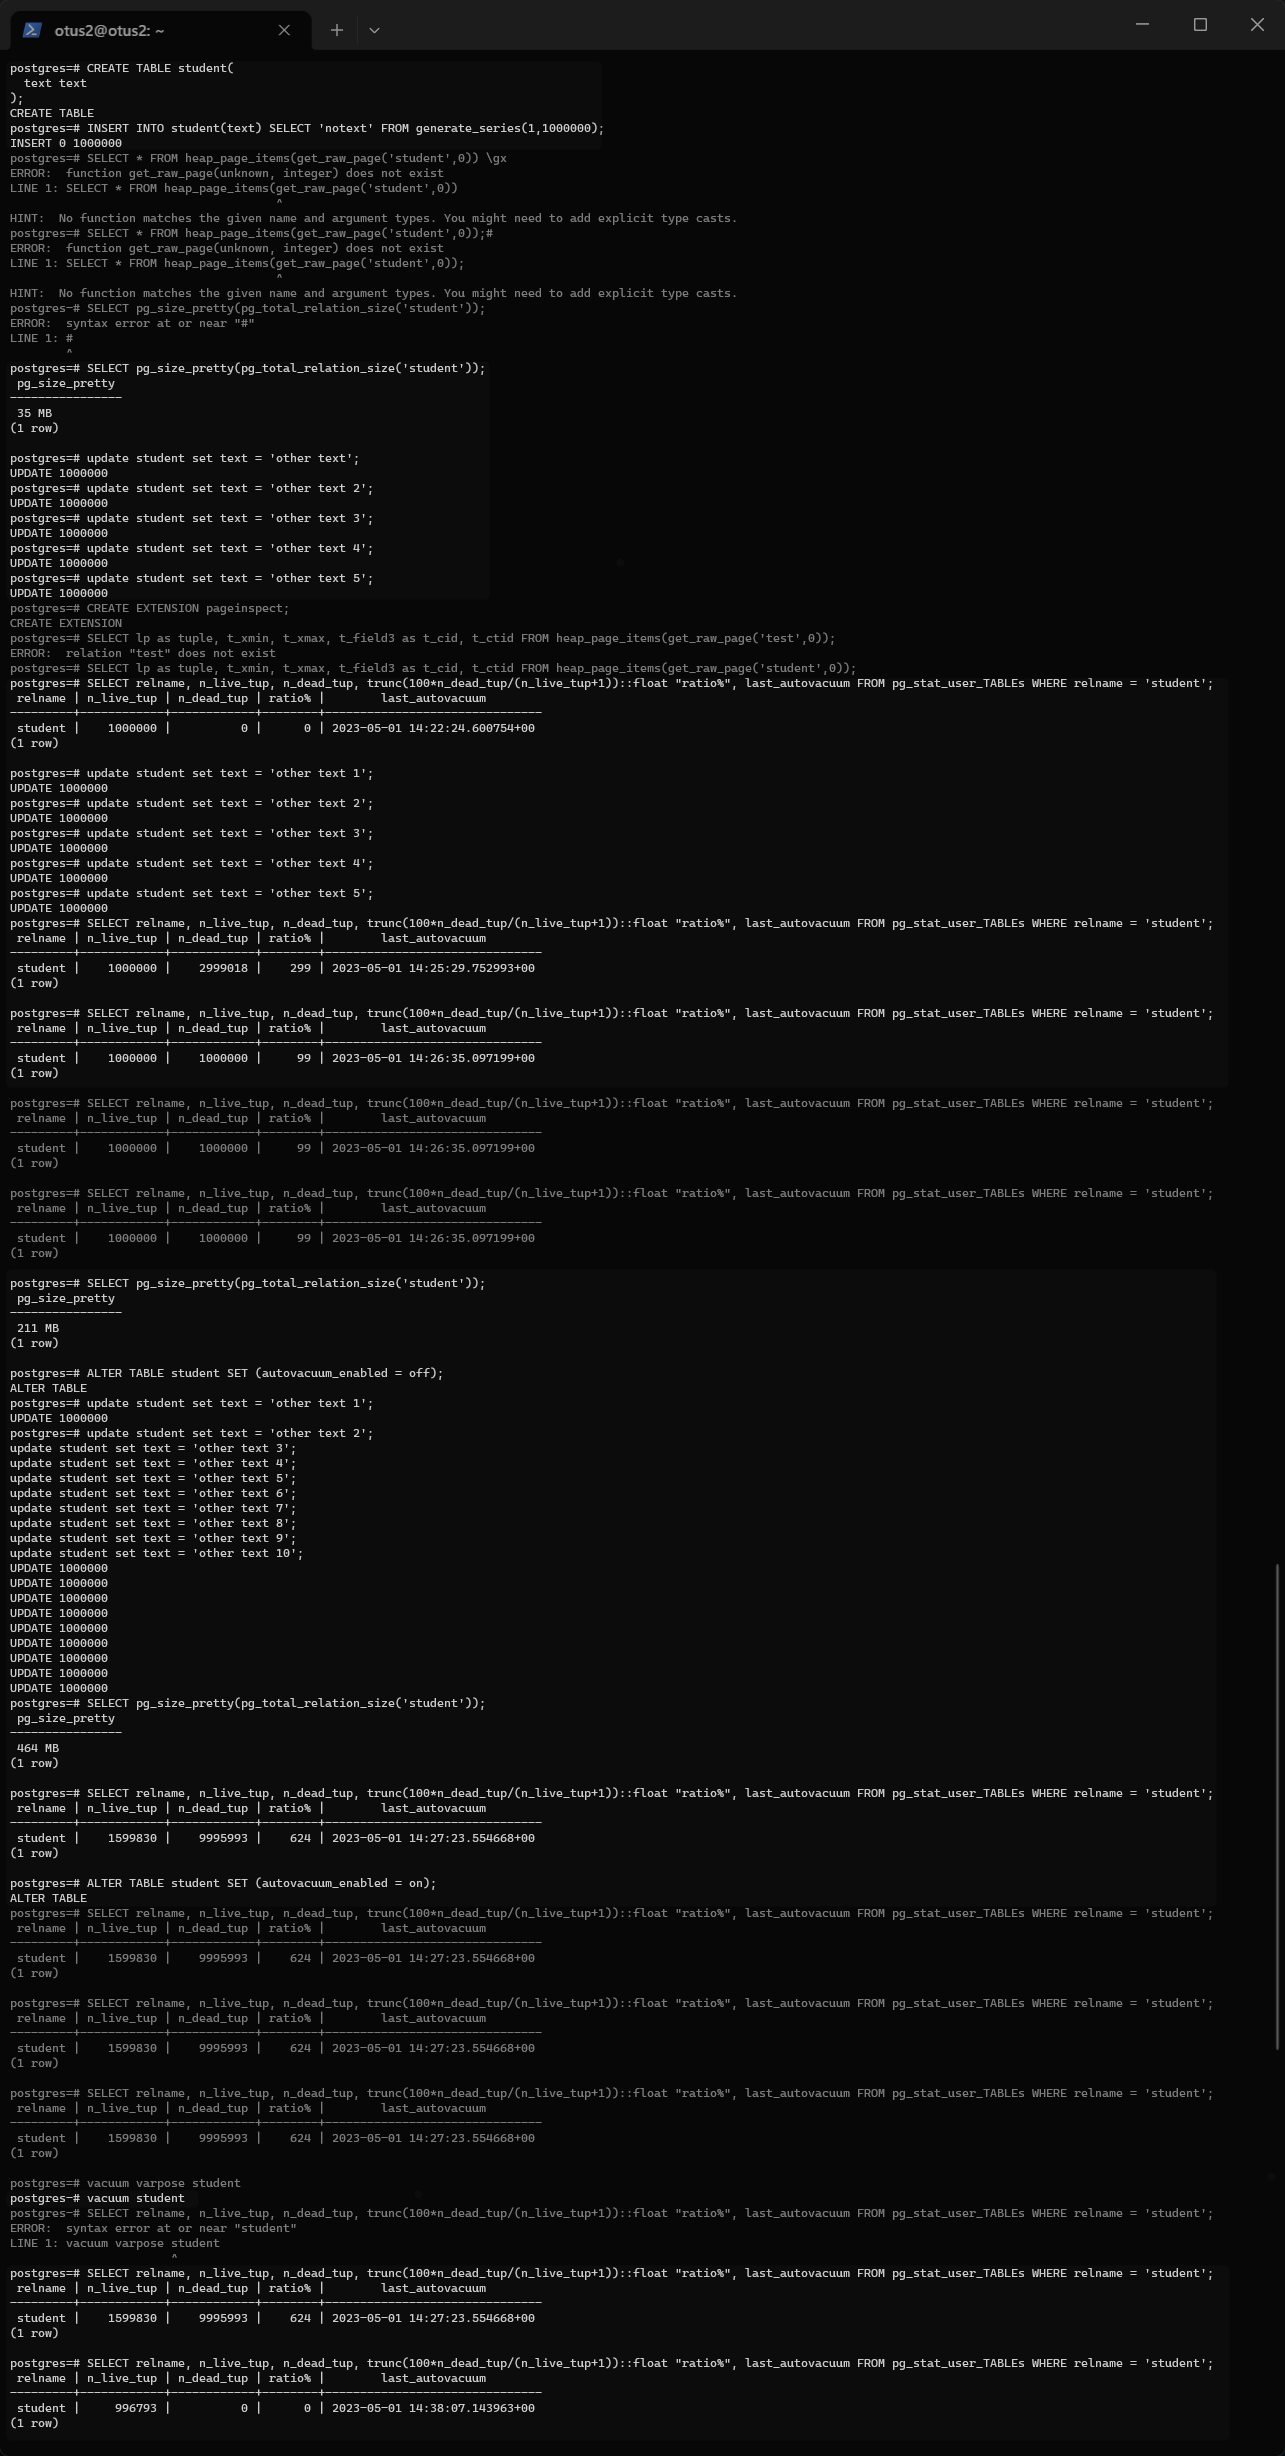 otus2@otus2: ~
postgres=# CREATE TABLE student(
  text text
);
CREATE TABLE
postgres=# INSERT INTO student(text) SELECT 'notext' FROM generate_series(1,1000000);
INSERT 0 1000000
postgres=# SELECT * FROM heap_page_items(get_raw_page('student',0)) \gx
ERROR:  function get_raw_page(unknown, integer) does not exist
LINE 1: SELECT * FROM heap_page_items(get_raw_page('student',0))
                                      ^
HINT:  No function matches the given name and argument types. You might need to add explicit type casts.
postgres=# SELECT * FROM heap_page_items(get_raw_page('student',0));#
ERROR:  function get_raw_page(unknown, integer) does not exist
LINE 1: SELECT * FROM heap_page_items(get_raw_page('student',0));
                                      ^
HINT:  No function matches the given name and argument types. You might need to add explicit type casts.
postgres=# SELECT pg_size_pretty(pg_total_relation_size('student'));
ERROR:  syntax error at or near "#"
LINE 1: #
        ^
postgres=# SELECT pg_size_pretty(pg_total_relation_size('student'));
 pg_size_pretty
----------------
 35 MB
(1 row)

postgres=# update student set text = 'other text';
UPDATE 1000000
postgres=# update student set text = 'other text 2';
UPDATE 1000000
postgres=# update student set text = 'other text 3';
UPDATE 1000000
postgres=# update student set text = 'other text 4';
UPDATE 1000000
postgres=# update student set text = 'other text 5';
UPDATE 1000000
postgres=# CREATE EXTENSION pageinspect;
CREATE EXTENSION
postgres=# SELECT lp as tuple, t_xmin, t_xmax, t_field3 as t_cid, t_ctid FROM heap_page_items(get_raw_page('test',0));
ERROR:  relation "test" does not exist
postgres=# SELECT lp as tuple, t_xmin, t_xmax, t_field3 as t_cid, t_ctid FROM heap_page_items(get_raw_page('student',0));
postgres=# SELECT relname, n_live_tup, n_dead_tup, trunc(100*n_dead_tup/(n_live_tup+1))::float "ratio%", last_autovacuum FROM pg_stat_user_TABLEs WHERE relname = 'student';
 relname | n_live_tup | n_dead_tup | ratio% |        last_autovacuum
---------+------------+------------+--------+-------------------------------
 student |    1000000 |          0 |      0 | 2023-05-01 14:22:24.600754+00
(1 row)

postgres=# update student set text = 'other text 1';
UPDATE 1000000
postgres=# update student set text = 'other text 2';
UPDATE 1000000
postgres=# update student set text = 'other text 3';
UPDATE 1000000
postgres=# update student set text = 'other text 4';
UPDATE 1000000
postgres=# update student set text = 'other text 5';
UPDATE 1000000
postgres=# SELECT relname, n_live_tup, n_dead_tup, trunc(100*n_dead_tup/(n_live_tup+1))::float "ratio%", last_autovacuum FROM pg_stat_user_TABLEs WHERE relname = 'student';
 relname | n_live_tup | n_dead_tup | ratio% |        last_autovacuum
---------+------------+------------+--------+-------------------------------
 student |    1000000 |    2999018 |    299 | 2023-05-01 14:25:29.752993+00
(1 row)

postgres=# SELECT relname, n_live_tup, n_dead_tup, trunc(100*n_dead_tup/(n_live_tup+1))::float "ratio%", last_autovacuum FROM pg_stat_user_TABLEs WHERE relname = 'student';
 relname | n_live_tup | n_dead_tup | ratio% |        last_autovacuum
---------+------------+------------+--------+-------------------------------
 student |    1000000 |    1000000 |     99 | 2023-05-01 14:26:35.097199+00
(1 row)

postgres=# SELECT relname, n_live_tup, n_dead_tup, trunc(100*n_dead_tup/(n_live_tup+1))::float "ratio%", last_autovacuum FROM pg_stat_user_TABLEs WHERE relname = 'student';
 relname | n_live_tup | n_dead_tup | ratio% |        last_autovacuum
---------+------------+------------+--------+-------------------------------
 student |    1000000 |    1000000 |     99 | 2023-05-01 14:26:35.097199+00
(1 row)

postgres=# SELECT relname, n_live_tup, n_dead_tup, trunc(100*n_dead_tup/(n_live_tup+1))::float "ratio%", last_autovacuum FROM pg_stat_user_TABLEs WHERE relname = 'student';
 relname | n_live_tup | n_dead_tup | ratio% |        last_autovacuum
---------+------------+------------+--------+-------------------------------
 student |    1000000 |    1000000 |     99 | 2023-05-01 14:26:35.097199+00
(1 row)

postgres=# SELECT pg_size_pretty(pg_total_relation_size('student'));
 pg_size_pretty
----------------
 211 MB
(1 row)

postgres=# ALTER TABLE student SET (autovacuum_enabled = off);
ALTER TABLE
postgres=# update student set text = 'other text 1';
UPDATE 1000000
postgres=# update student set text = 'other text 2';
update student set text = 'other text 3';
update student set text = 'other text 4';
update student set text = 'other text 5';
update student set text = 'other text 6';
update student set text = 'other text 7';
update student set text = 'other text 8';
update student set text = 'other text 9';
update student set text = 'other text 10';
UPDATE 1000000
UPDATE 1000000
UPDATE 1000000
UPDATE 1000000
UPDATE 1000000
UPDATE 1000000
UPDATE 1000000
UPDATE 1000000
UPDATE 1000000
postgres=# SELECT pg_size_pretty(pg_total_relation_size('student'));
 pg_size_pretty
----------------
 464 MB
(1 row)

postgres=# SELECT relname, n_live_tup, n_dead_tup, trunc(100*n_dead_tup/(n_live_tup+1))::float "ratio%", last_autovacuum FROM pg_stat_user_TABLEs WHERE relname = 'student';
 relname | n_live_tup | n_dead_tup | ratio% |        last_autovacuum
---------+------------+------------+--------+-------------------------------
 student |    1599830 |    9995993 |    624 | 2023-05-01 14:27:23.554668+00
(1 row)

postgres=# ALTER TABLE student SET (autovacuum_enabled = on);
ALTER TABLE
postgres=# SELECT relname, n_live_tup, n_dead_tup, trunc(100*n_dead_tup/(n_live_tup+1))::float "ratio%", last_autovacuum FROM pg_stat_user_TABLEs WHERE relname = 'student';
 relname | n_live_tup | n_dead_tup | ratio% |        last_autovacuum
---------+------------+------------+--------+-------------------------------
 student |    1599830 |    9995993 |    624 | 2023-05-01 14:27:23.554668+00
(1 row)

postgres=# SELECT relname, n_live_tup, n_dead_tup, trunc(100*n_dead_tup/(n_live_tup+1))::float "ratio%", last_autovacuum FROM pg_stat_user_TABLEs WHERE relname = 'student';
 relname | n_live_tup | n_dead_tup | ratio% |        last_autovacuum
---------+------------+------------+--------+-------------------------------
 student |    1599830 |    9995993 |    624 | 2023-05-01 14:27:23.554668+00
(1 row)

postgres=# SELECT relname, n_live_tup, n_dead_tup, trunc(100*n_dead_tup/(n_live_tup+1))::float "ratio%", last_autovacuum FROM pg_stat_user_TABLEs WHERE relname = 'student';
 relname | n_live_tup | n_dead_tup | ratio% |        last_autovacuum
---------+------------+------------+--------+-------------------------------
 student |    1599830 |    9995993 |    624 | 2023-05-01 14:27:23.554668+00
(1 row)

postgres=# vacuum varpose student
postgres-# vacuum student
postgres-# SELECT relname, n_live_tup, n_dead_tup, trunc(100*n_dead_tup/(n_live_tup+1))::float "ratio%", last_autovacuum FROM pg_stat_user_TABLEs WHERE relname = 'student';
ERROR:  syntax error at or near "student"
LINE 1: vacuum varpose student
                       ^
postgres=# SELECT relname, n_live_tup, n_dead_tup, trunc(100*n_dead_tup/(n_live_tup+1))::float "ratio%", last_autovacuum FROM pg_stat_user_TABLEs WHERE relname = 'student';
 relname | n_live_tup | n_dead_tup | ratio% |        last_autovacuum
---------+------------+------------+--------+-------------------------------
 student |    1599830 |    9995993 |    624 | 2023-05-01 14:27:23.554668+00
(1 row)

postgres=# SELECT relname, n_live_tup, n_dead_tup, trunc(100*n_dead_tup/(n_live_tup+1))::float "ratio%", last_autovacuum FROM pg_stat_user_TABLEs WHERE relname = 'student';
 relname | n_live_tup | n_dead_tup | ratio% |        last_autovacuum
---------+------------+------------+--------+-------------------------------
 student |     996793 |          0 |      0 | 2023-05-01 14:38:07.143963+00
(1 row)